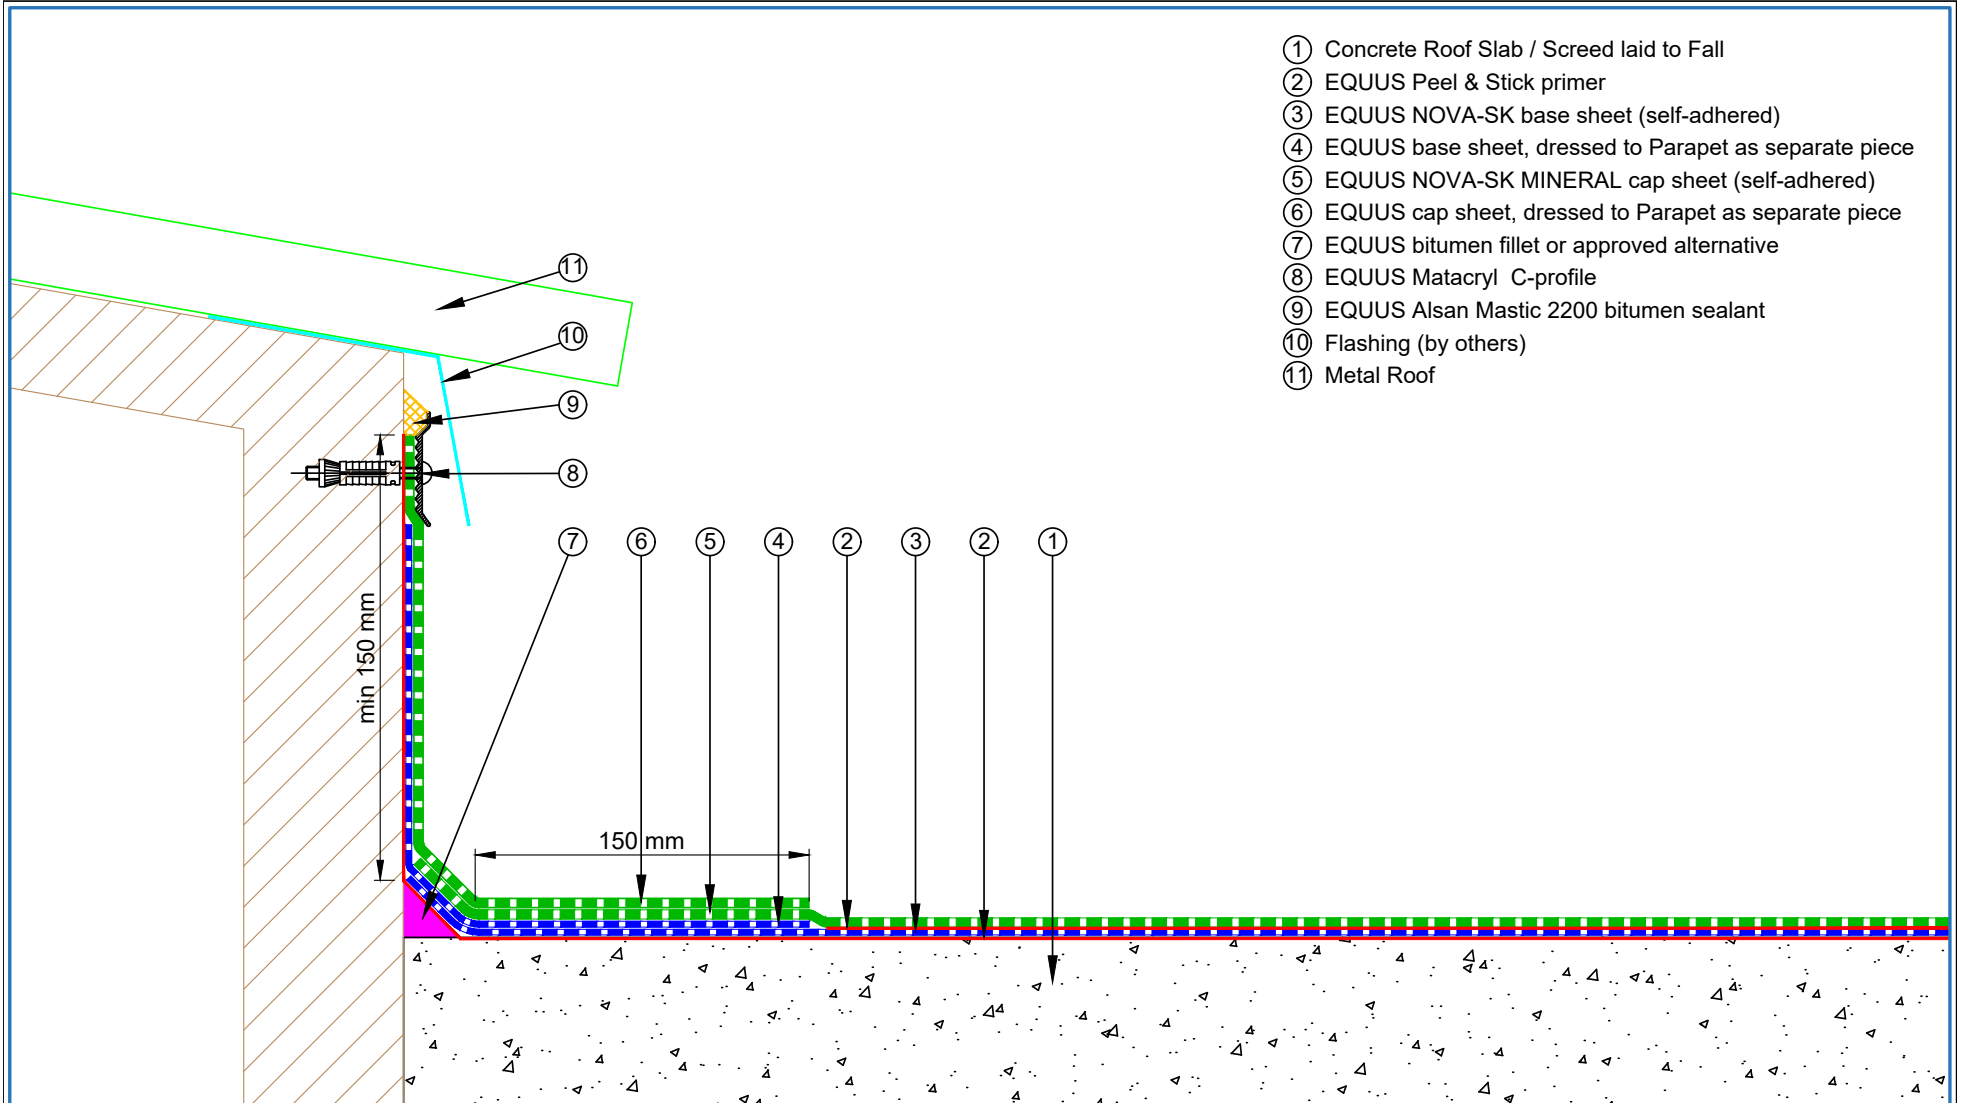 1 Concrete Roof Slab / Screed laid to Fall
2 EQUUS Peel & Stick primer
3 EQUUS NOVA-SK base sheet (self-adhered)
4 EQUUS base sheet, dressed to Parapet as separate piece
5 EQUUS NOVA-SK MINERAL cap sheet (self-adhered)
6 EQUUS cap sheet, dressed to Parapet as separate piece
7 EQUUS bitumen fillet or approved alternative
8 EQUUS Matacryl C-profile
9 EQUUS Alsan Mastic 2200 bitumen sealant
10 Flashing (by others)
11 Metal Roof
11
10
9
8
7 6 5 4 2 3 2 1
min 150 mm
150 mm